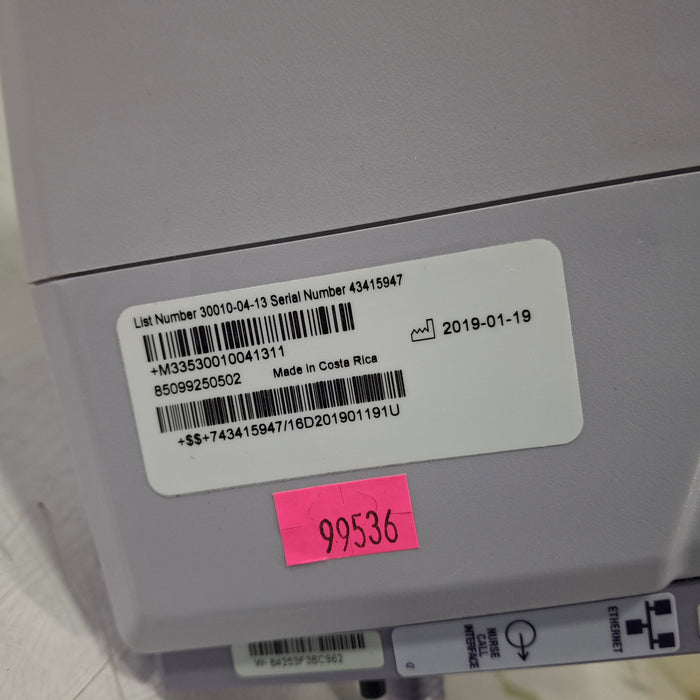 List Number 30010-04-13 Serial Number 43415947
2019-01-19
+M33530010041311
85099250502 Made in Costa Rica
+$$+743415947/16D201901191U
99536
ETHERNET
NURSE
CALL
INTERFACE